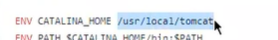 ENV CATALINA_HOME /usr/local/tomcat
ENV PATH $CATALINA_HOME/bin:$PATH